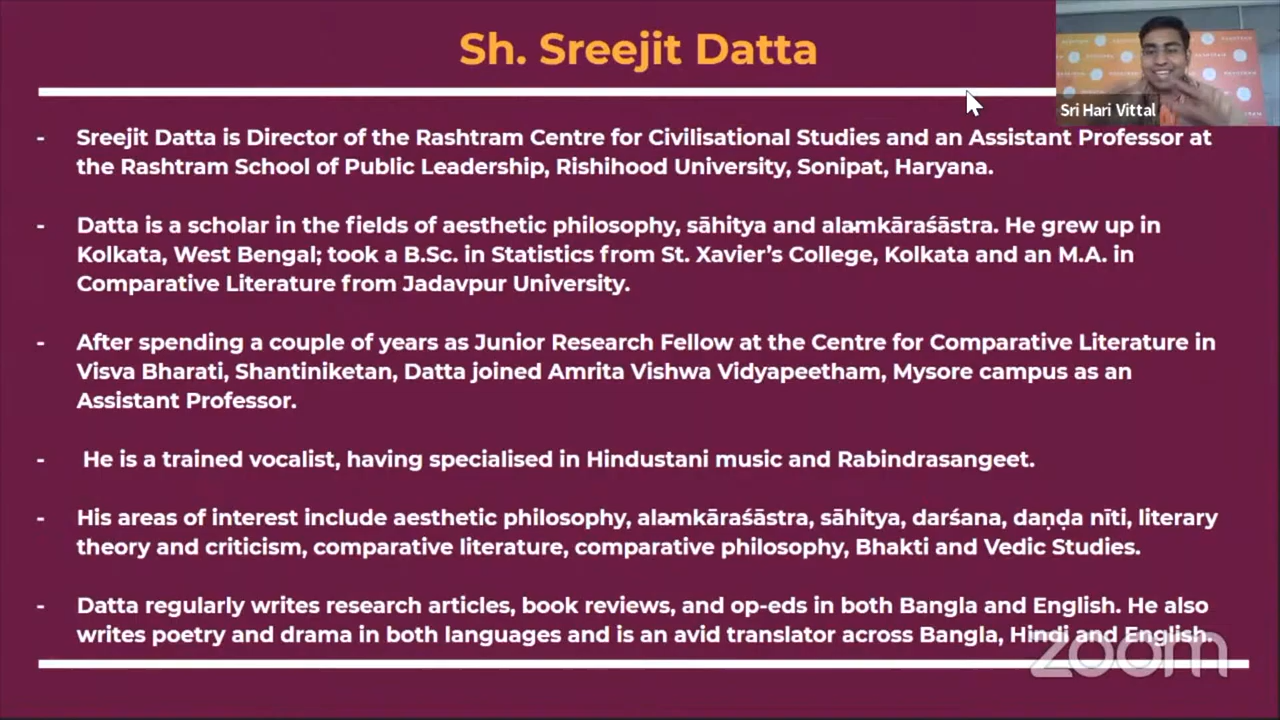 Sh. Sreejit Datta
Sri Hari Vittal
- Sreejit Datta is Director of the Rashtram Centre for Civilisational Studies and an Assistant Professor at
the Rashtram School of Public Leadership, Rishihood University, Sonipat, Haryana.
- Datta is a scholar in the fields of aesthetic philosophy, sāhitya and alaṃkāraśāstra. He grew up in
Kolkata, West Bengal; took a B.Sc. in Statistics from St. Xavier's College, Kolkata and an M.A. in
Comparative Literature from Jadavpur University.
- After spending a couple of years as Junior Research Fellow at the Centre for Comparative Literature in
Visva Bharati, Shantiniketan, Datta joined Amrita Vishwa Vidyapeetham, Mysore campus as an
Assistant Professor.
- He is a trained vocalist, having specialised in Hindustani music and Rabindrasangeet.
- His areas of interest include aesthetic philosophy, alaṃkāraśāstra, sāhitya, darśana, daṇḍa nīti, literary
theory and criticism, comparative literature, comparative philosophy, Bhakti and Vedic Studies.
- Datta regularly writes research articles, book reviews, and op-eds in both Bangla and English. He also
writes poetry and drama in both languages and is an avid translator across Bangla, Hindi and English.
zoom